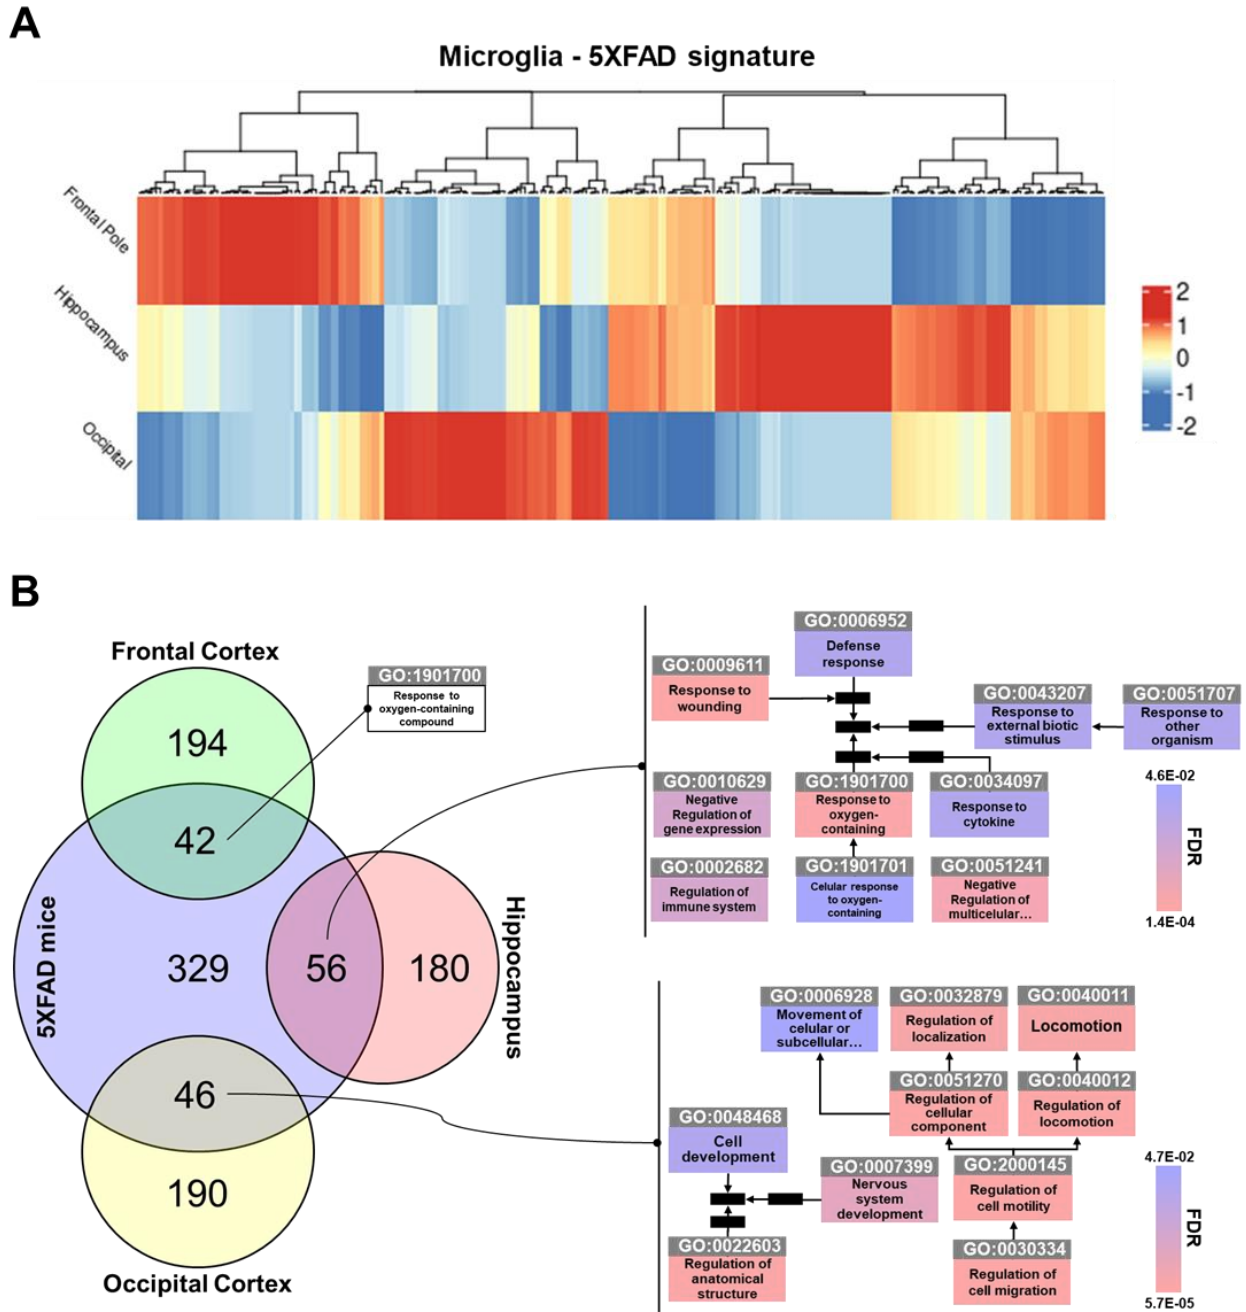 A
Microglia - 5XFAD signature
Frontal Pole
Hippocampus
Occipital
2
1
0
-1
-2
B
Frontal Cortex
194
42
5XFAD mice
329
56
180
Hippocampus
46
190
Occipital Cortex
GO:1901700
Response to
oxygen-containing
compound
GO:0006952
Defense
response
GO:0009611
Response to
wounding
GO:0043207
Response to
external biotic
stimulus
GO:0051707
Response to
other
organism
GO:0010629
Negative
Regulation of
gene expression
GO:1901700
Response to
oxygen-
containing
GO:0034097
Response to
cytokine
GO:0002682
Regulation of
immune system
GO:1901701
Celular response
to oxygen-
containing
GO:0051241
Negative
Regulation of
multicelular...
4.6E-02
FDR
1.4E-04
GO:0006928
Movement of
celular or
subcellular...
GO:0032879
Regulation of
localization
GO:0040011
Locomotion
GO:0051270
Regulation of
cellular
component
GO:0040012
Regulation of
locomotion
GO:0048468
Cell
development
GO:0007399
Nervous
system
development
GO:2000145
Regulation of
cell motility
GO:0022603
Regulation of
anatomical
structure
GO:0030334
Regulation of
cell migration
4.7E-02
FDR
5.7E-05